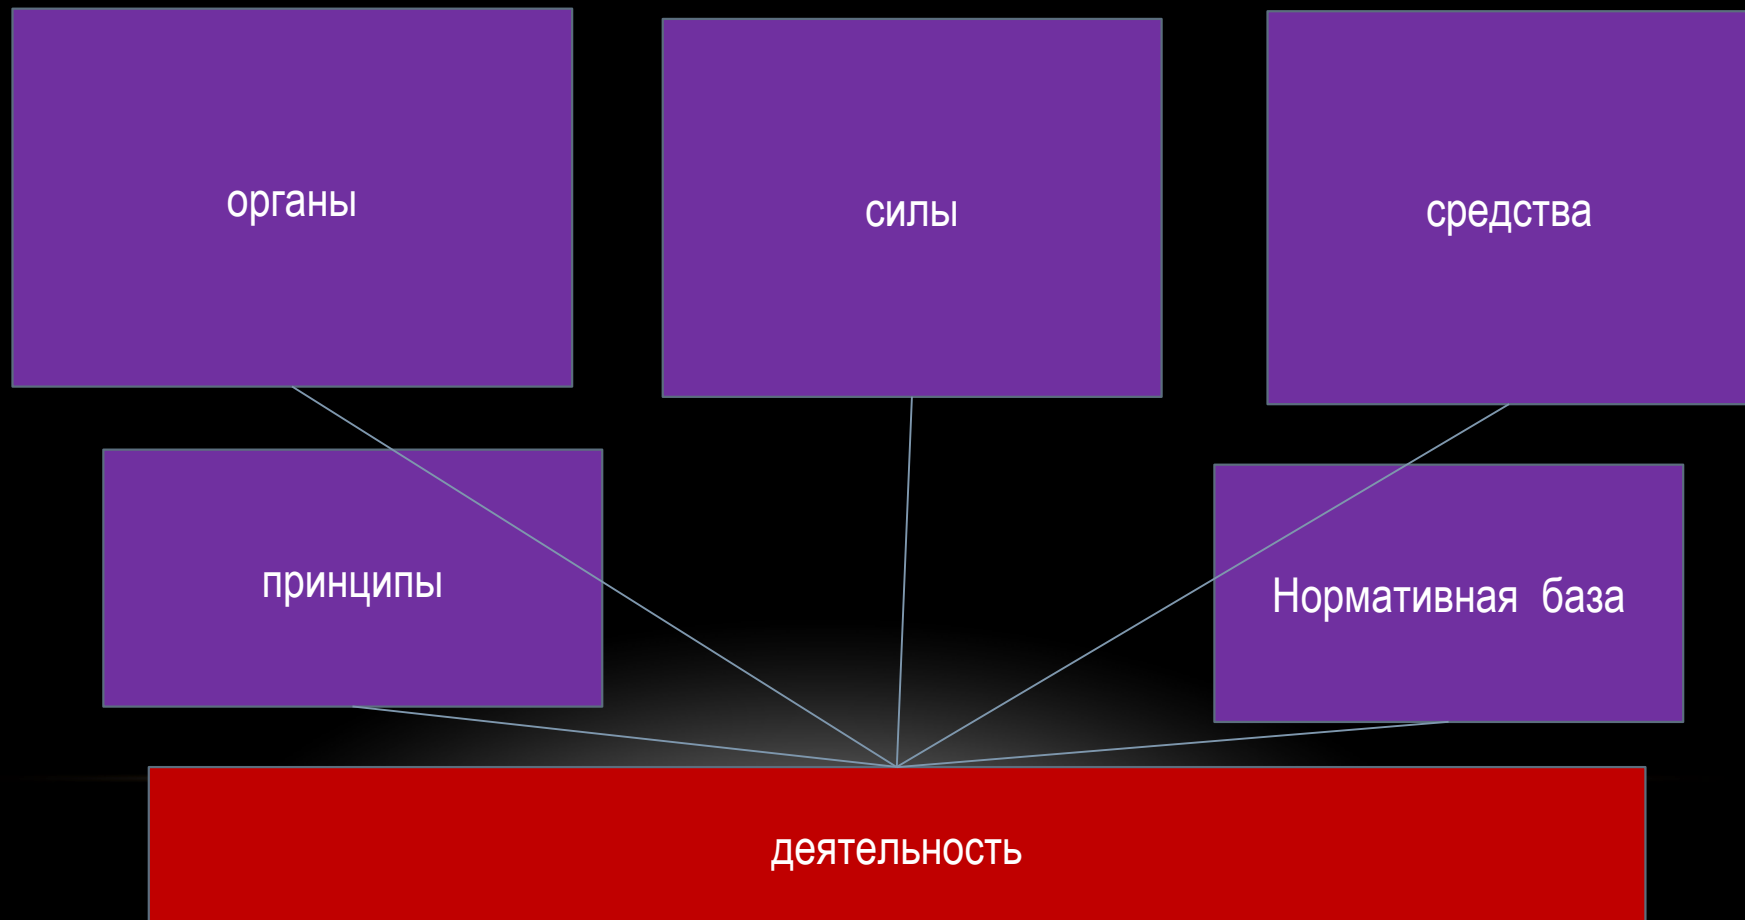 органы
силы
средства
принципы
Нормативная база
деятельность